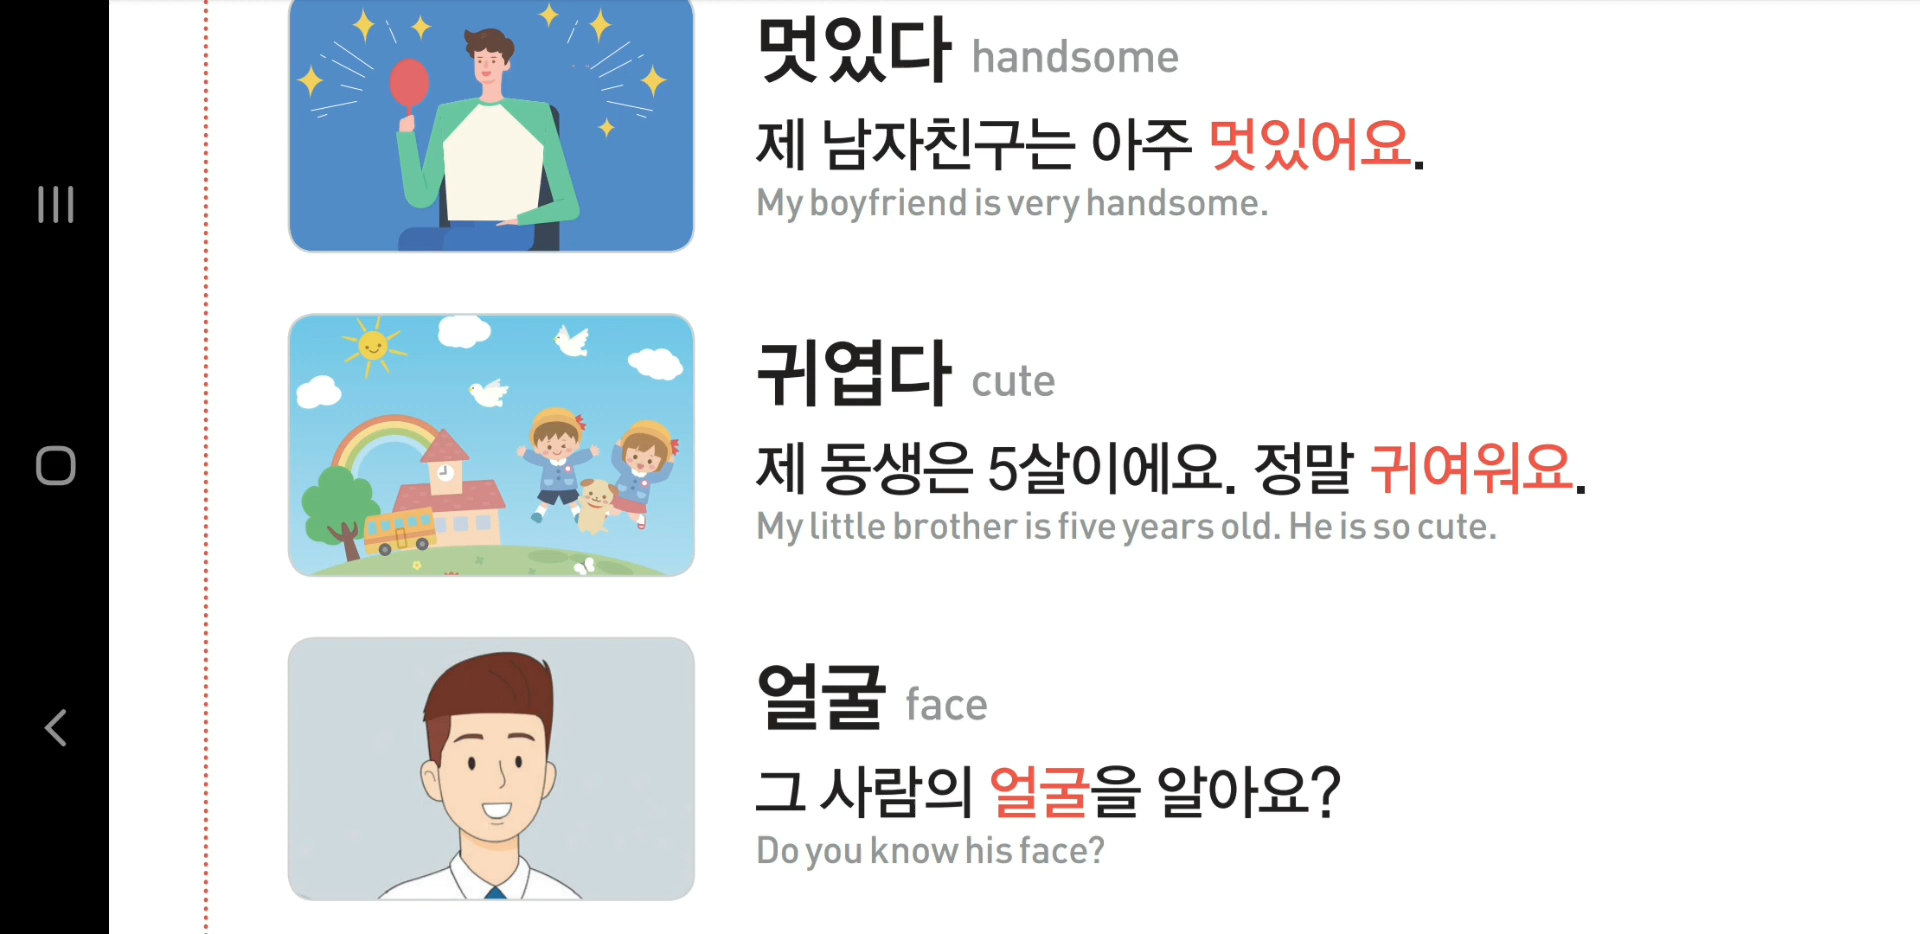 멋있다 handsome
제 남자친구는 아주 멋있어요.
My boyfriend is very handsome.
귀엽다 cute
제 동생은 5살이에요. 정말 귀여워요.
My little brother is five years old. He is so cute.
얼굴 face
그 사람의 얼굴을 알아요?
Do you know his face?